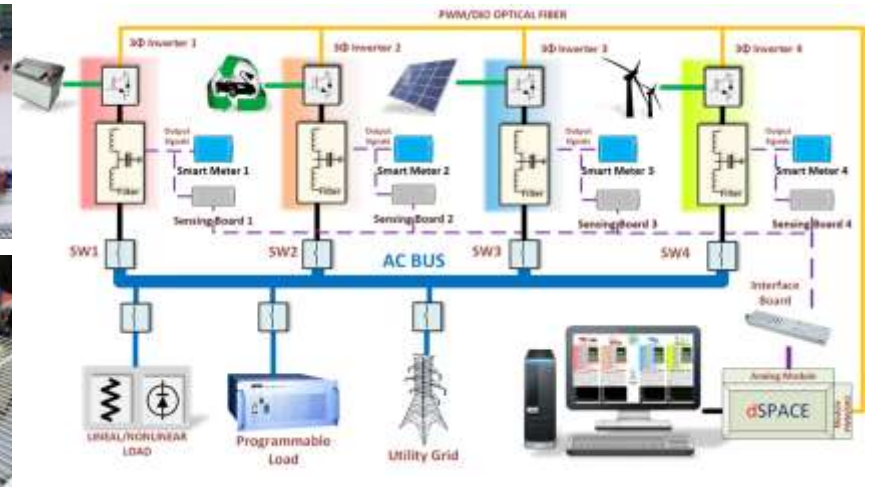 PWM/DIO OPTICAL FIBER
3Φ Inverter 1
3Φ Inverter 2
3Φ Inverter 3
3Φ Inverter 4
Output
Signals
Output
Signals
Output
Signals
Output
Signals
Smart Meter 1
Smart Meter 2
Smart Meter 3
Smart Meter 4
Filter
Filter
Filter
Filter
Sensing Board 1
Sensing Board 2
Sensing Board 3
Sensing Board 4
SW1
SW2
SW3
SW4
AC BUS
Interface
Board
Analog Module
dSPACE
LINEAL/NONLINEAR
LOAD
Programmable
Load
Utility Grid